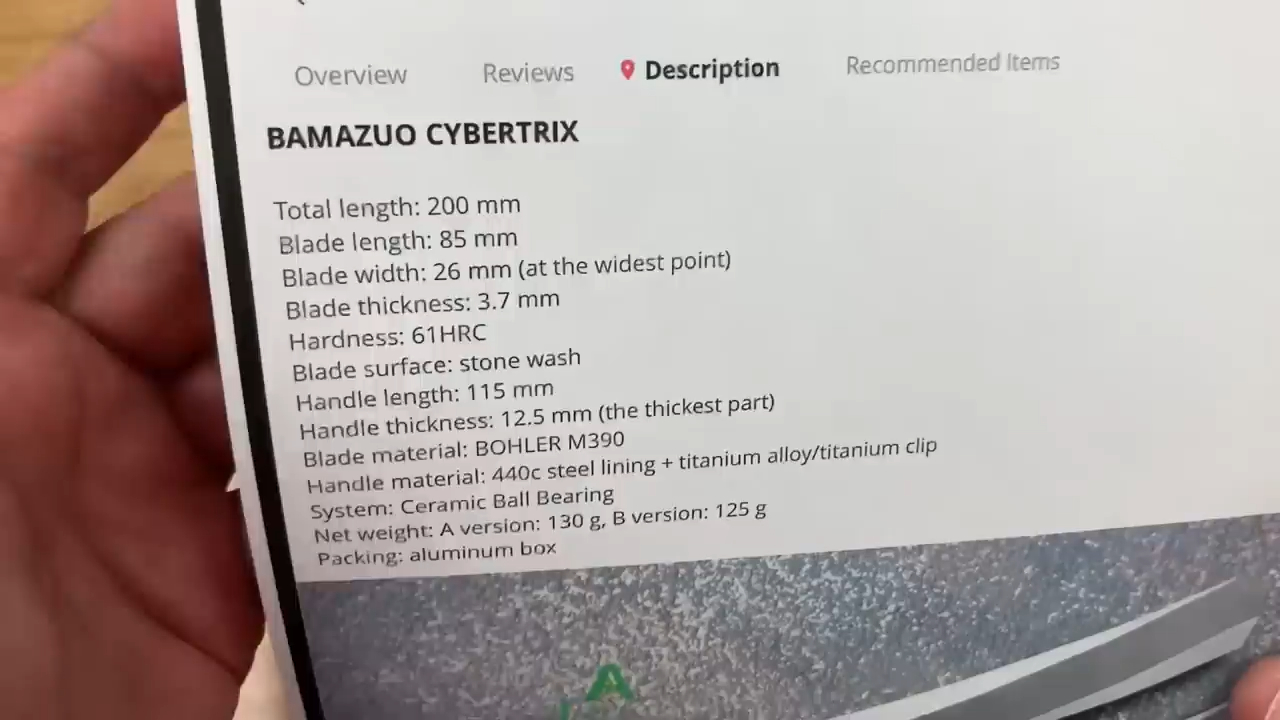 Overview Reviews Description Recommended Items
BAMAZUO CYBERTRIX
Total length: 200 mm
Blade length: 85 mm
Blade width: 26 mm (at the widest point)
Blade thickness: 3.7 mm
Hardness: 61HRC
Blade surface: stone wash
Handle length: 115 mm
Handle thickness: 12.5 mm (the thickest part)
Blade material: BOHLER M390
Handle material: 440c steel lining + titanium alloy/titanium clip
System: Ceramic Ball Bearing
Net weight: A version: 130 g, B version: 125 g
Packing: aluminum box
A